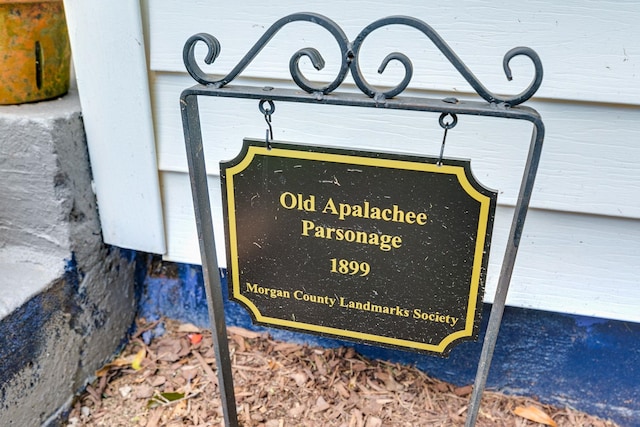 Old Apalachee
Parsonage
1899
Morgan County Landmarks Society